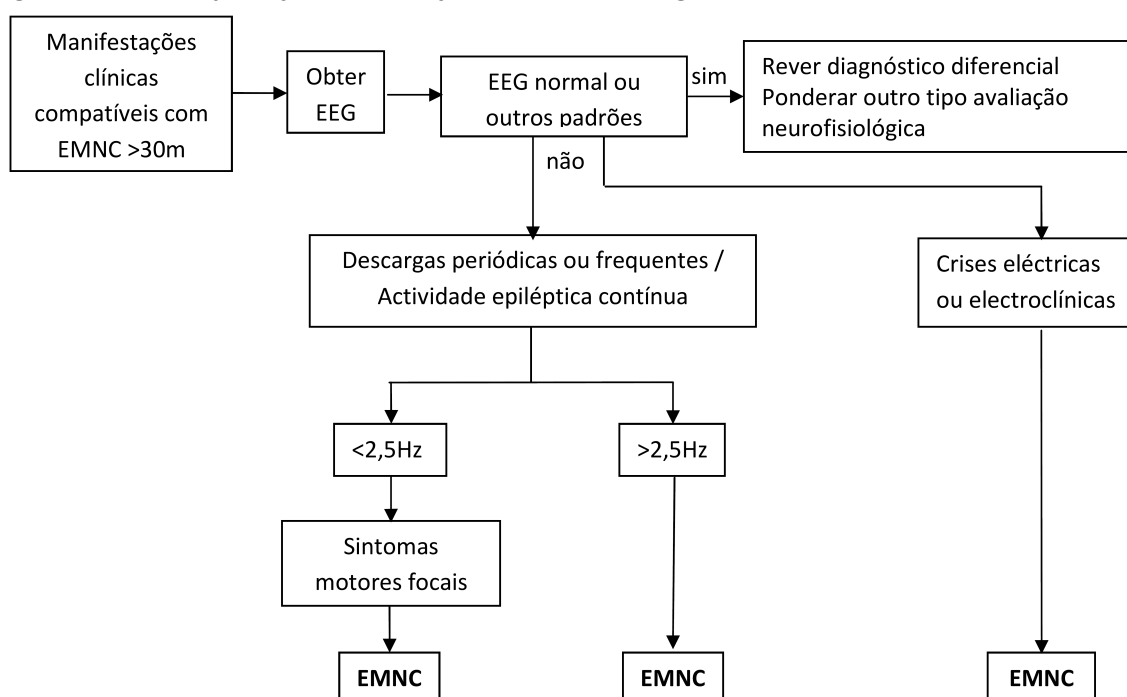 Manifestações
clínicas
compatíveis com
EMNC >30m
Obter
EEG
EEG normal ou
outros padrões
sim
Rever diagnóstico diferencial
Ponderar outro tipo avaliação
neurofisiológica
não
Descargas periódicas ou frequentes /
Actividade epiléptica contínua
Crises eléctricas
ou electroclínicas
<2,5Hz
>2,5Hz
Sintomas
motores focais
EMNC
EMNC
EMNC